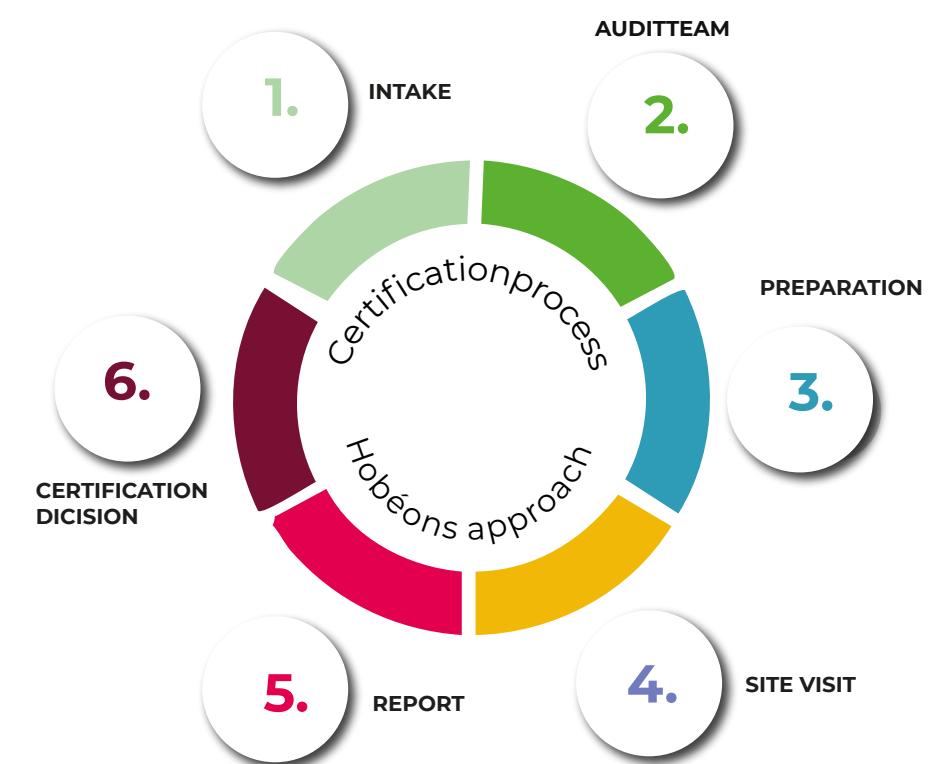 1.
INTAKE
AUDITTEAM
2.
PREPARATION
3.
4.
SITE VISIT
5.
REPORT
6.
CERTIFICATION
DICISION
Certificationprocess
Hobéons approach